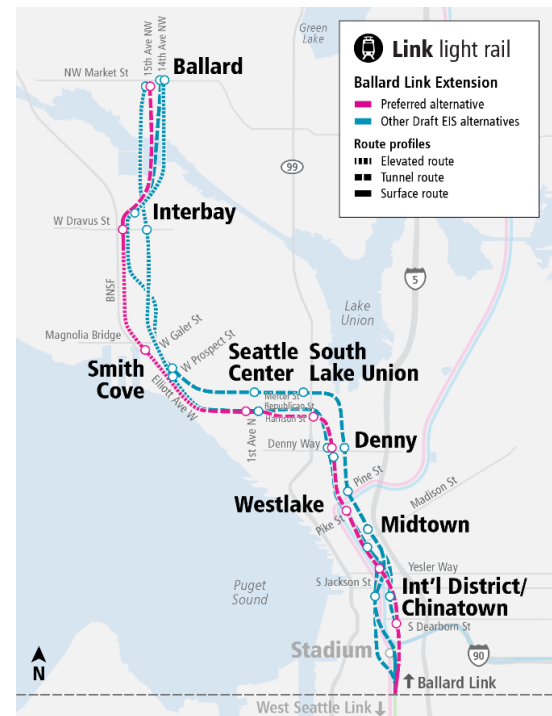 Green
Lake
Link light rail
Ballard Link Extension
Preferred alternative
Other Draft EIS alternatives
Route profiles
Elevated route
Tunnel route
Surface route
15th Ave NW
14th Ave NW
Ballard
NW Market St
99
Interbay
W Dravus St
BNSF
5
Lake
Union
Magnolia Bridge
W Galer St
W Prospect St
Smith
Cove
Elliott Ave W
Seattle
Center
South
Lake Union
Mercer St
Republican St
Harrison St
1st Ave N
Denny Way
Denny
Pine St
Madison St
Westlake
Pike St
Midtown
Yesler Way
S Jackson St
Int'l District/
Chinatown
Puget
Sound
S Dearborn St
Stadium
90
N
Ballard Link
West Seattle Link